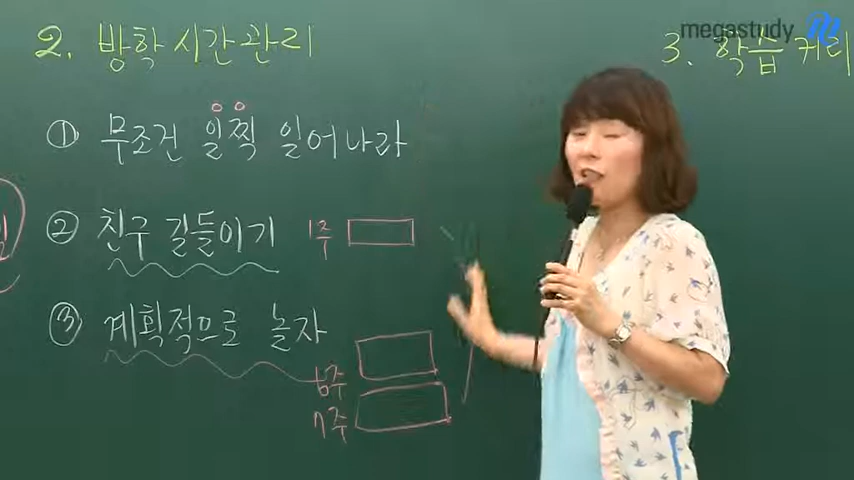 megastudy
2. 방학시간관리
3. 학습커리
① 무조건 일찍 일어나라
② 친구 길들이기 1주
③ 계획적으로 놀자
6주
7주